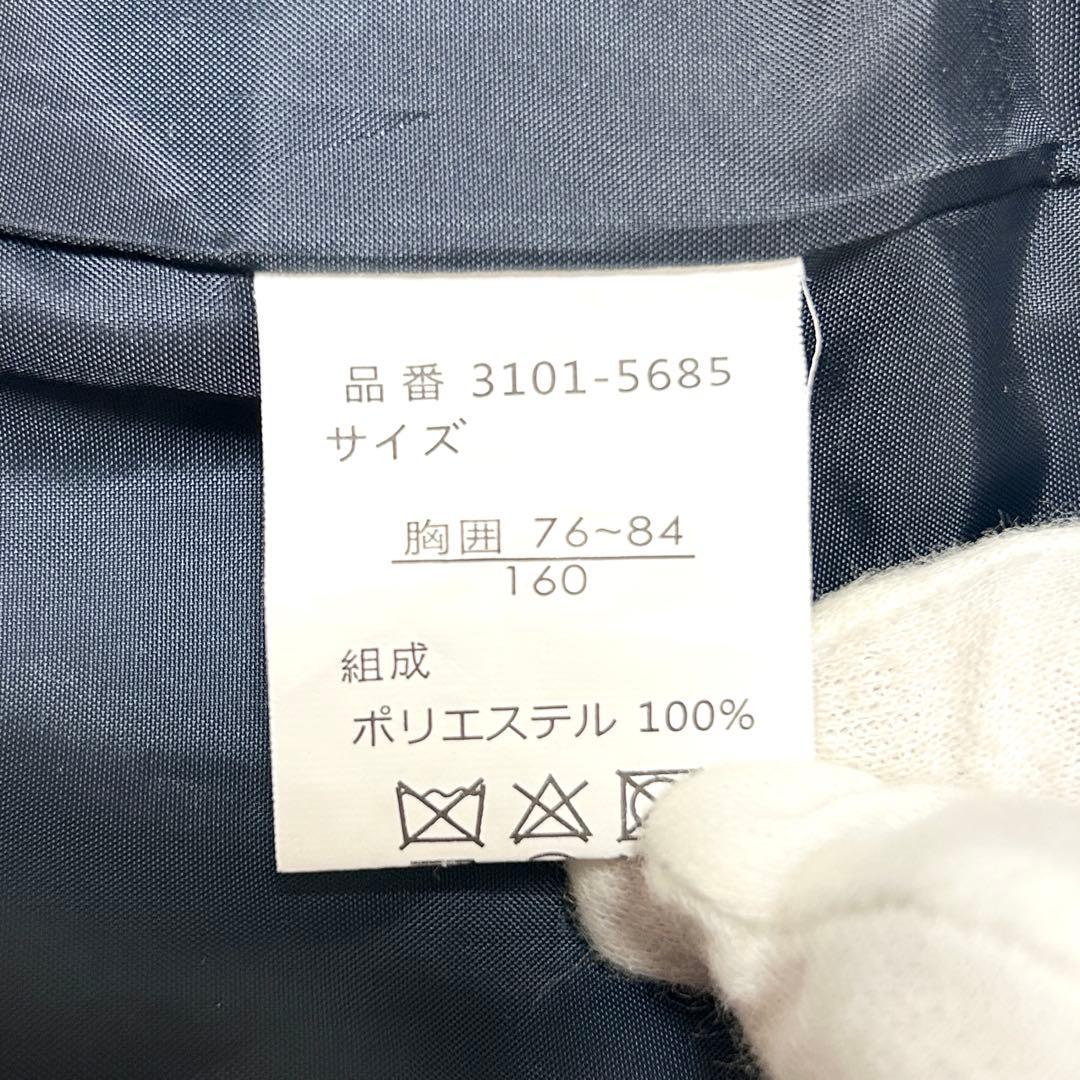 品番 3101-5685
サイズ
胸囲 76~84
160
組成
ポリエステル 100%